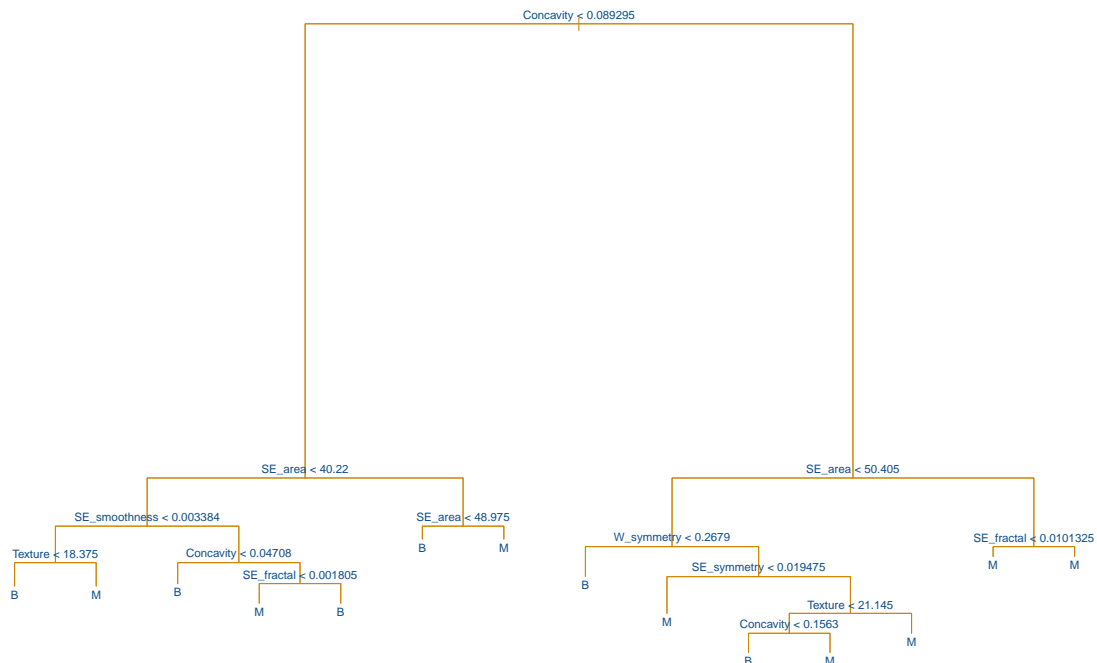 Concavity < 0.089295
SE_area < 40.22
SE_area < 50.405
SE_smoothness < 0.003384
SE_area < 48.975
W_symmetry < 0.2679
SE_fractal < 0.0101325
Texture < 18.375
Concavity < 0.04708
B
M
M
M
SE_fractal < 0.001805
SE_symmetry < 0.019475
B
M
B
B
M
B
Texture < 21.145
M
Concavity < 0.1563
M
B
M